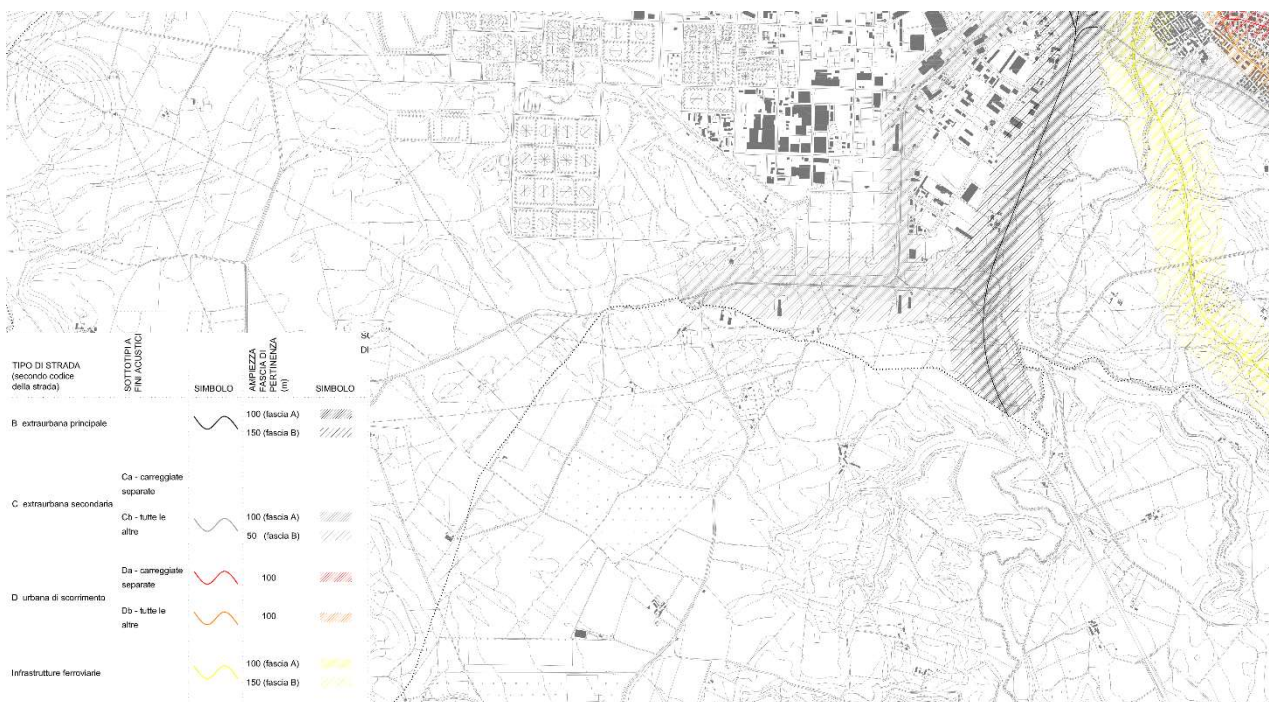 TIPO DI STRADA
(secondo codice
della strada)
SOTTOTIPI A
FINI ACUSTICI
SIMBOLO
AMPIEZZA
FASCIA DI
PERTINENZA
(m)
SIMBOLO
DI
B extraurbana principale
100 (fascia A)
150 (fascia B)
C extraurbana secondaria
Ca - carreggiate
separate
Cb - tutte le
altre
100 (fascia A)
50 (fascia B)
D urbana di scorrimento
Da - carreggiate
separate
100
Db - tutte le
altre
100
Infrastrutture ferroviarie
100 (fascia A)
150 (fascia B)